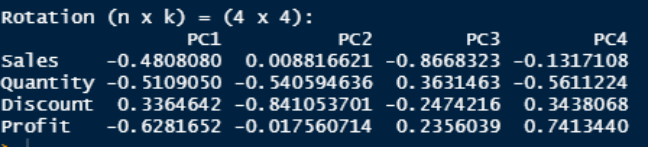 Rotation (n x k) = (4 x 4):
PC1 PC2 PC3 PC4
Sales -0.4808080 0.008816621 -0.8668323 -0.1317108
Quantity -0.5109050 -0.540594636 0.3631463 -0.5611224
Discount 0.3364642 -0.841053701 -0.2474216 0.3438068
Profit -0.6281652 -0.017560714 0.2356039 0.7413440